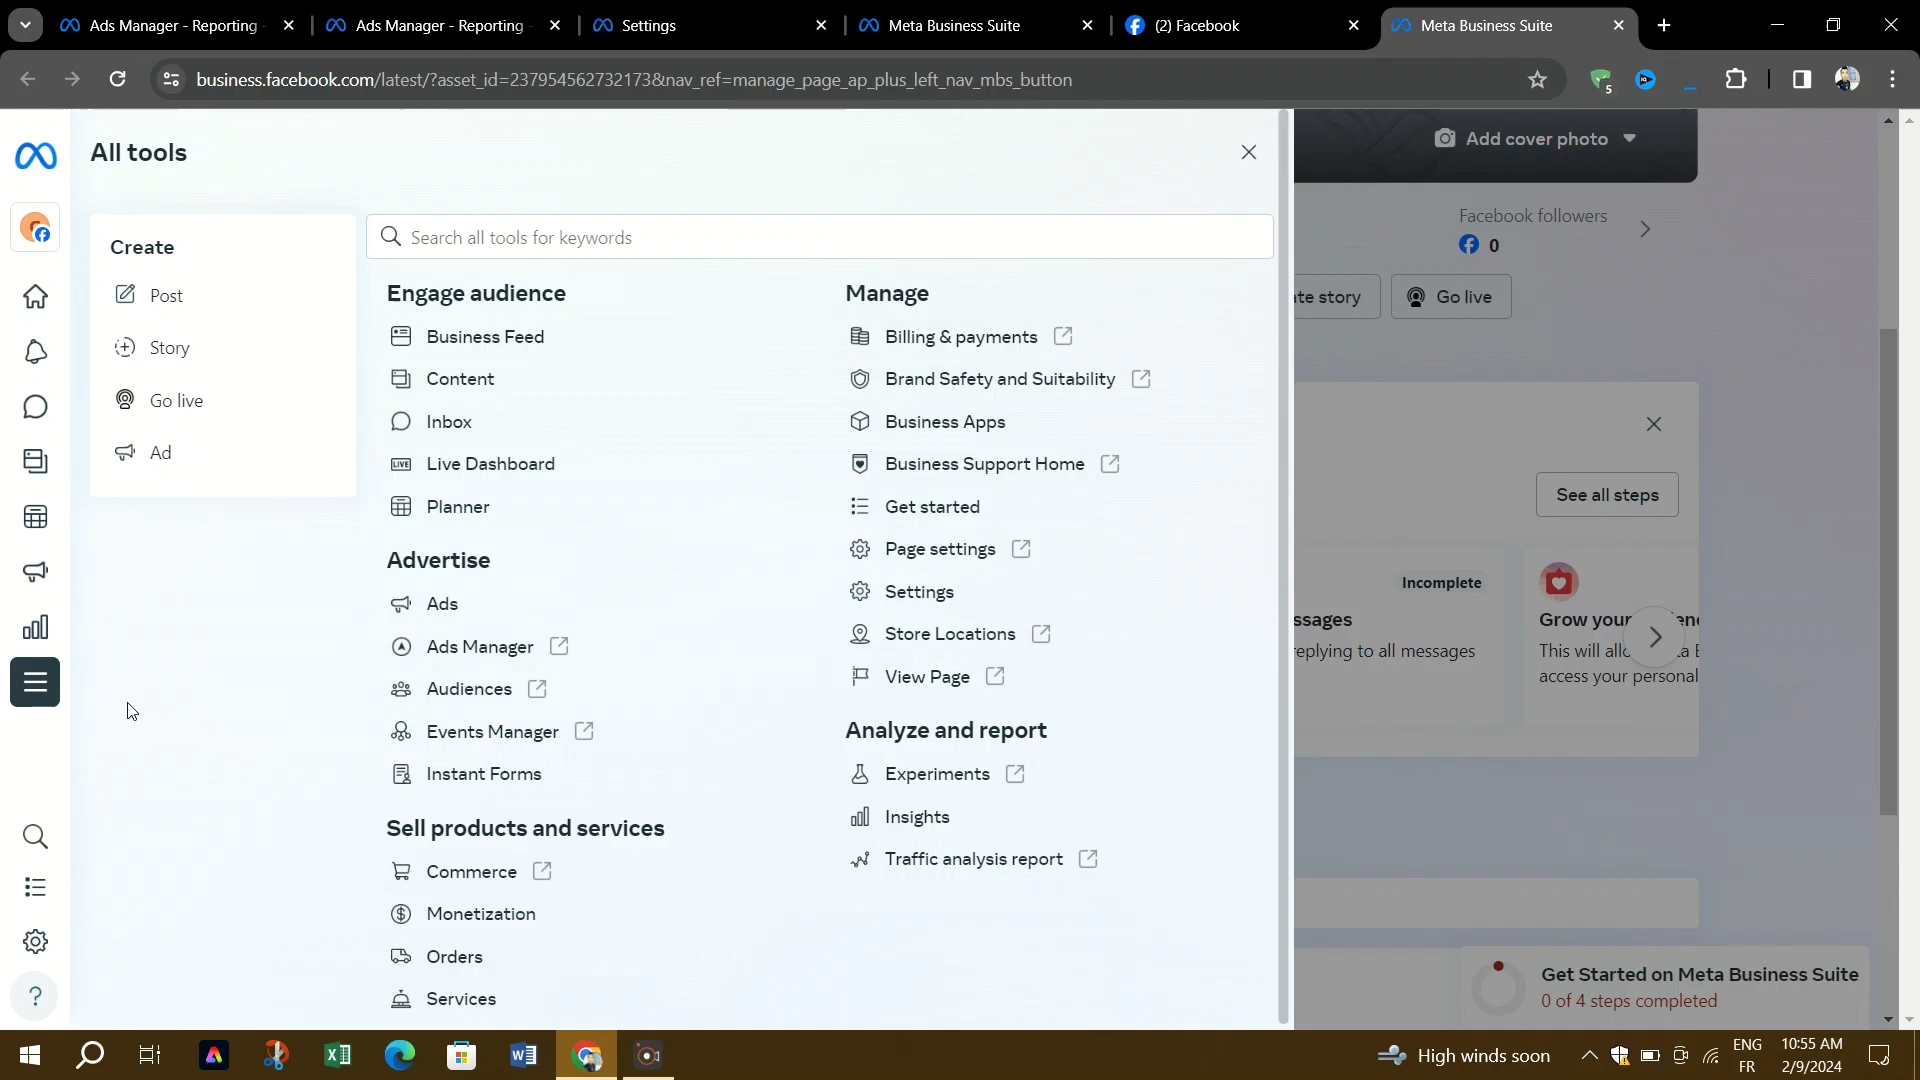 Ads Manager - Reporting
Ads Manager - Reporting
Settings
Meta Business Suite
(2) Facebook
Meta Business Suite
business.facebook.com/latest/?asset_id=237954562732173&nav_ref=manage_page_ap_plus_left_nav_mbs_button
5
All tools
Create
Post
Story
Go live
Ad
Search all tools for keywords
Engage audience
Business Feed
Content
Inbox
LIVE
Live Dashboard
Planner
Advertise
Ads
Ads Manager
Audiences
Events Manager
Instant Forms
Sell products and services
Commerce
Monetization
Orders
Services
Manage
Billing & payments
Brand Safety and Suitability
Business Apps
Business Support Home
Get started
Page settings
Settings
Store Locations
View Page
Analyze and report
Experiments
Insights
Traffic analysis report
Add cover photo
Facebook followers
0
ate story
Go live
See all steps
Incomplete
ssages
replying to all messages
Grow your
This will
access your personal
Get Started on Meta Business Suite
0 of 4 steps completed
High winds soon
ENG
FR
10:55 AM
2/9/2024